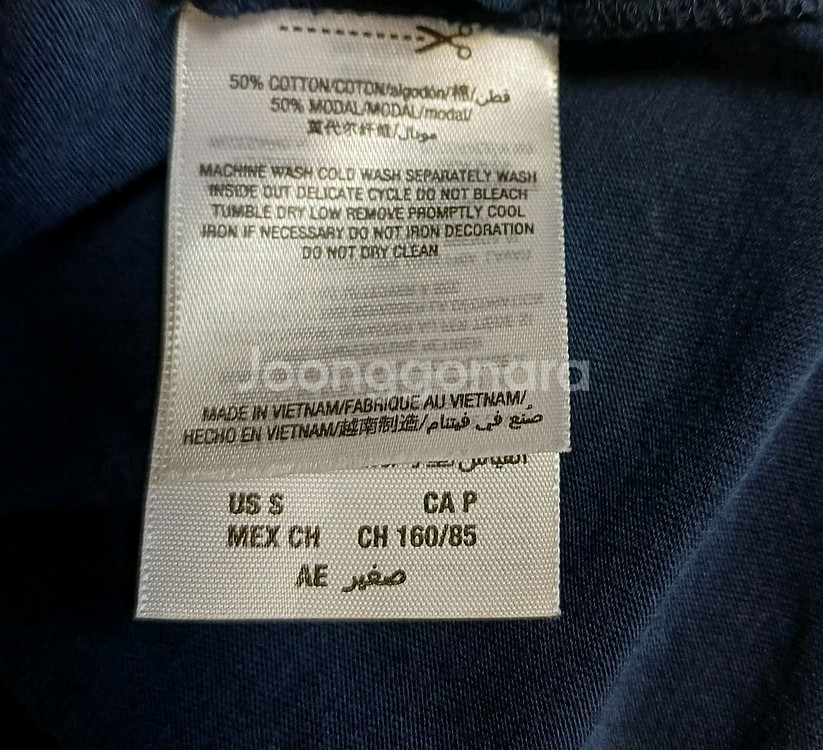 50% COTTON/COTON/algodón/棉/قطن
50% MODAL/MODAL/modal/
莫代尔纤维/مودال
MACHINE WASH COLD WASH SEPARATELY WASH
INSIDE OUT DELICATE CYCLE DO NOT BLEACH
TUMBLE DRY LOW REMOVE PROMPTLY COOL
IRON IF NECESSARY DO NOT IRON DECORATION
DO NOT DRY CLEAN
Joonggonara
MADE IN VIETNAM/FABRIQUE AU VIETNAM/
HECHO EN VIETNAM/越南制造/صُنع في فيتنام
US S CA P
MEX CH CH 160/85
AE صغير